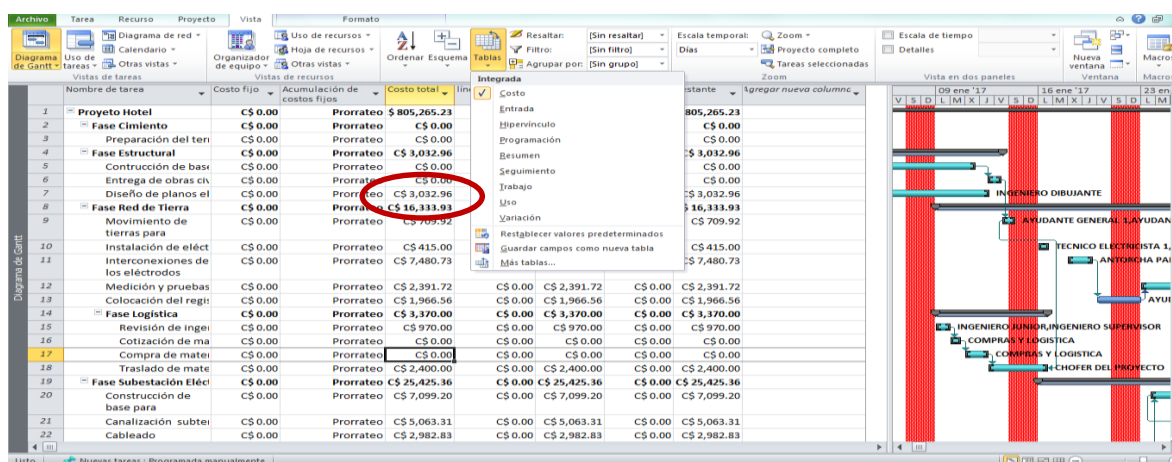 Archivo Tarea Recurso Proyecto Vista Formato
Diagrama de red Uso de recursos Resaltar: [Sin resaltar] Escala temporal: Zoom Escala de tiempo
Calendario Hoja de recursos Filtro: [Sin filtro] Días Proyecto completo Detalles
Diagrama de Gantt Uso de tareas Otras vistas Organizador de equipo Otras vistas Ordenar Esquema Tablas Agrupar por: [Sin grupo] Tareas seleccionadas Nueva ventana Macros
Vistas de tareas Vistas de recursos Zoom Vista en dos paneles Ventana Macros
Integrada
Costo
Entrada
Hipervínculo
Programación
Resumen
Seguimiento
Trabajo
Uso
Variación
Restablecer valores predeterminados
Guardar campos como nueva tabla
Más tablas...
Nombre de tarea Costo fijo Acumulación de costos fijos Costo total estante Agregar nueva columna
09 ene '17 16 ene '17 23 en
V S D L M X J V S D L M X J V S D L M
1 Proyeto Hotel C$ 0.00 Prorrateo $ 805,265.23 805,265.23
2 Fase Cimiento C$ 0.00 Prorrateo C$ 0.00 C$ 0.00
3 Preparación del teri C$ 0.00 Prorrateo C$ 0.00 C$ 0.00
4 Fase Estructural C$ 0.00 Prorrateo C$ 3,032.96 C$ 3,032.96
5 Contrucción de base C$ 0.00 Prorrateo C$ 0.00 C$ 0.00
6 Entrega de obras civ C$ 0.00 Prorrateo C$ 0.00 C$ 0.00
7 Diseño de planos el C$ 0.00 Prorrateo C$ 3,032.96 C$ 3,032.96 INGENIERO DIBUJANTE
8 Fase Red de Tierra C$ 0.00 Prorrateo C$ 16,333.93 $ 16,333.93
9 Movimiento de tierras para C$ 0.00 Prorrateo C$ 709.92 C$ 709.92 AYUDANTE GENERAL 1,AYUDAN
10 Instalación de eléct C$ 0.00 Prorrateo C$ 415.00 C$ 415.00 TECNICO ELECTRICISTA 1,
11 Interconexiones de los eléctrodos C$ 0.00 Prorrateo C$ 7,480.73 C$ 7,480.73 ANTORCHA PAI
12 Medición y pruebas C$ 0.00 Prorrateo C$ 2,391.72 C$ 0.00 C$ 2,391.72 C$ 0.00 C$ 2,391.72
13 Colocación del regis C$ 0.00 Prorrateo C$ 1,966.56 C$ 0.00 C$ 1,966.56 C$ 0.00 C$ 1,966.56 AYUI
14 Fase Logística C$ 0.00 Prorrateo C$ 3,370.00 C$ 0.00 C$ 3,370.00 C$ 0.00 C$ 3,370.00
15 Revisión de inger C$ 0.00 Prorrateo C$ 970.00 C$ 0.00 C$ 970.00 C$ 0.00 C$ 970.00 INGENIERO JUNIOR,INGENIERO SUPERVISOR
16 Cotización de ma C$ 0.00 Prorrateo C$ 0.00 C$ 0.00 C$ 0.00 C$ 0.00 C$ 0.00 COMPRAS Y LOGISTICA
17 Compra de mater C$ 0.00 Prorrateo C$ 0.00 C$ 0.00 C$ 0.00 C$ 0.00 C$ 0.00 COMPRAS Y LOGISTICA
18 Traslado de mate C$ 0.00 Prorrateo C$ 2,400.00 C$ 0.00 C$ 2,400.00 C$ 0.00 C$ 2,400.00 CHOFER DEL PROYECTO
19 Fase Subestación Eléct C$ 0.00 Prorrateo C$ 25,425.36 C$ 0.00 C$ 25,425.36 C$ 0.00 C$ 25,425.36
20 Construcción de base para C$ 0.00 Prorrateo C$ 7,099.20 C$ 0.00 C$ 7,099.20 C$ 0.00 C$ 7,099.20
21 Canalización subter C$ 0.00 Prorrateo C$ 5,063.31 C$ 0.00 C$ 5,063.31 C$ 0.00 C$ 5,063.31
22 Cableado C$ 0.00 Prorrateo C$ 2,982.83 C$ 0.00 C$ 2,982.83 C$ 0.00 C$ 2,982.83
Diagrama de Gantt
Listo Nuevas tareas : Programada manualmente